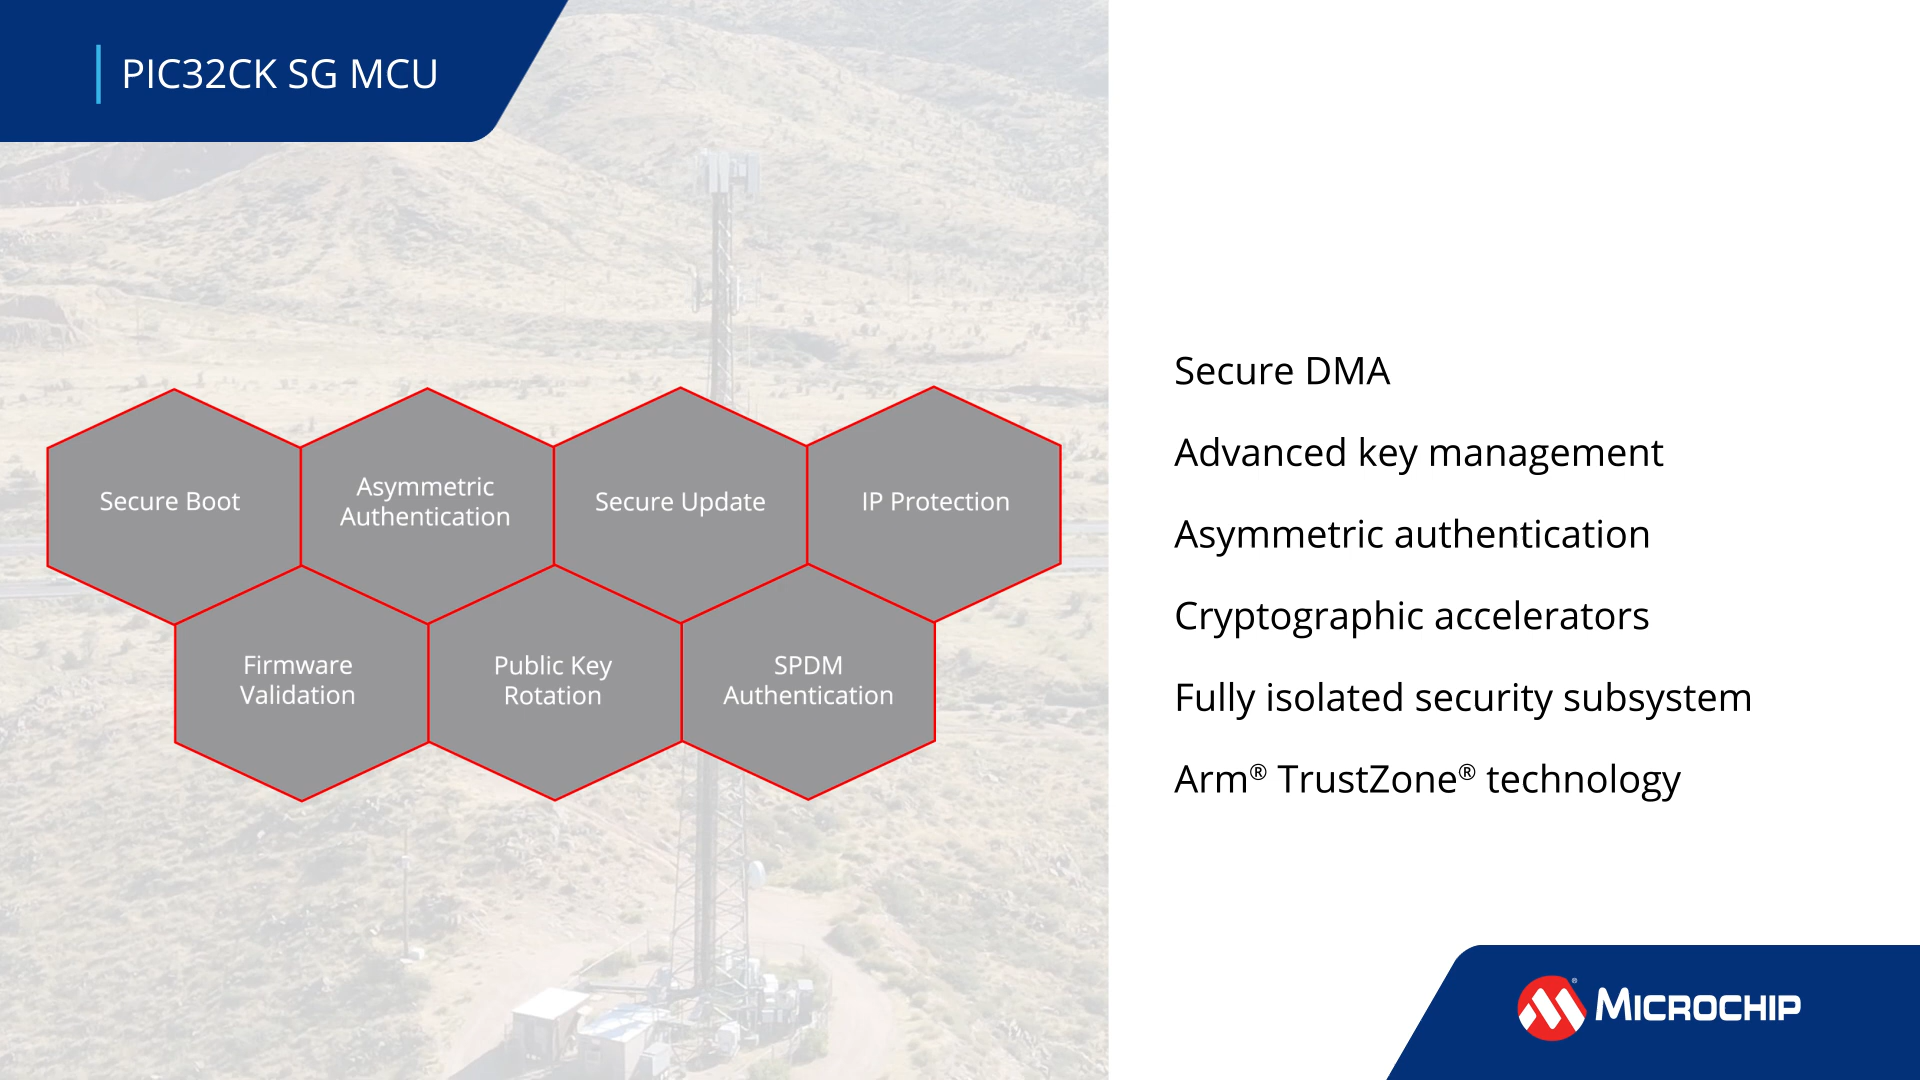 PIC32CK SG MCU
Secure Boot
Asymmetric
Authentication
Secure Update
IP Protection
Firmware
Validation
Public Key
Rotation
SPDM
Authentication
Secure DMA
Advanced key management
Asymmetric authentication
Cryptographic accelerators
Fully isolated security subsystem
Arm® TrustZone® technology
MICROCHIP